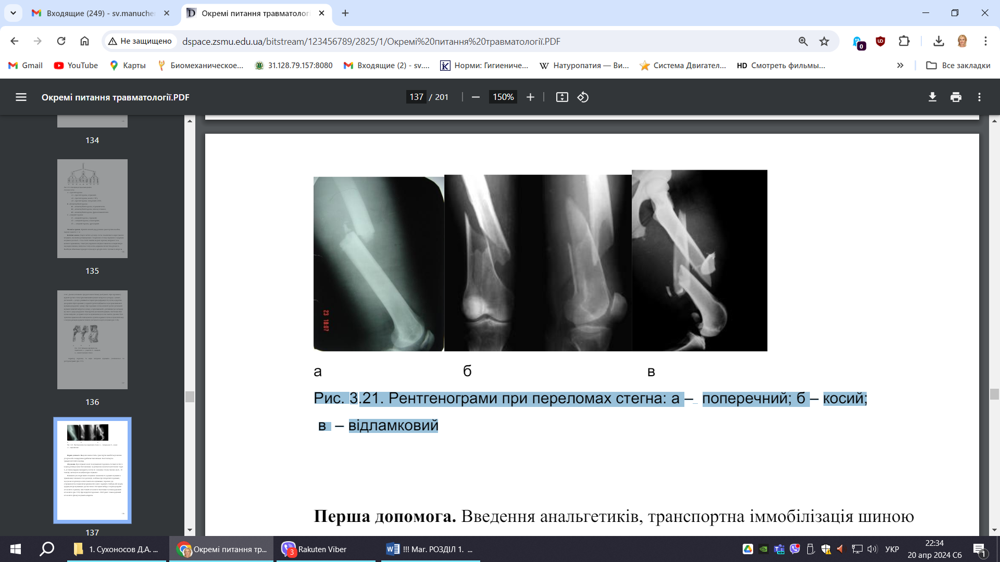 Входящие (249) - sv.manucher
Окремі питання травматологі
Не защищено
dspace.zsmu.edu.ua/bitstream/123456789/2825/1/Окремі%20питання%20травматології.PDF
0
Gmail
YouTube
Карты
Биомеханическое...
31.128.79.157:8080
Входящие (2) - sv....
Норми: Гигиениче...
Натуропатия — Ви...
Система Двигател...
HD Смотреть фильмы...
Все закладки
Окремі питання травматології.PDF
137 / 201
150%
134
135
136
137
23 18:07
а б в
Рис. 3.21. Рентгенограми при переломах стегна: а – поперечний; б – косий;
в – відламковий
Перша допомога. Введення анальгетиків, транспортна іммобілізація шиною
1. Сухоносов Д.А. ...
Окремі питання тр...
3
Rakuten Viber
!!! Маг. РОЗДІЛ 1. ...
УКР
22:34
20 апр 2024 Сб
1